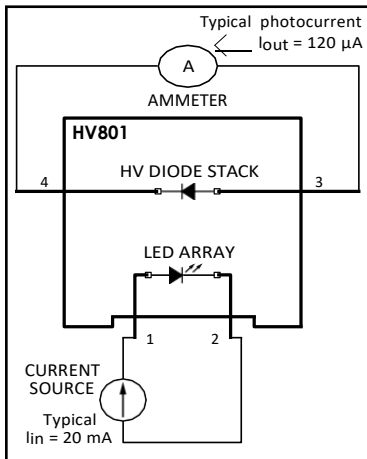 Typical photocurrent
Iout = 120 µA
A
AMMETER
HV801
HV DIODE STACK
4
3
LED ARRAY
1
2
CURRENT
SOURCE
Typical
Iin = 20 mA